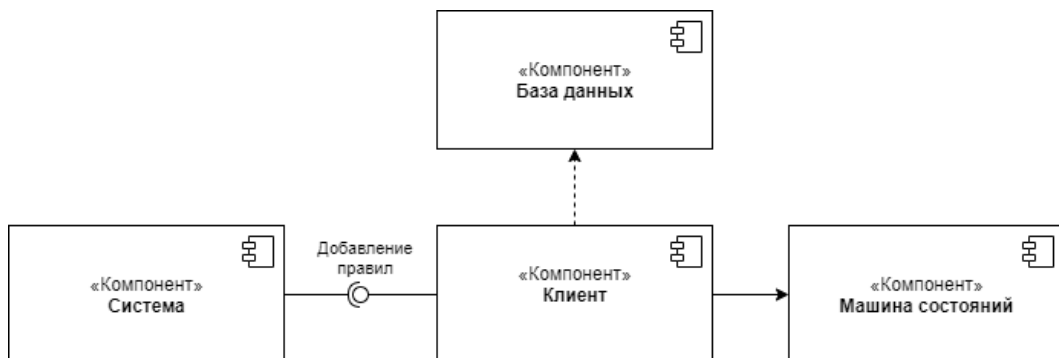 «Компонент»
База данных
Добавление
правил
«Компонент»
Система
«Компонент»
Клиент
«Компонент»
Машина состояний